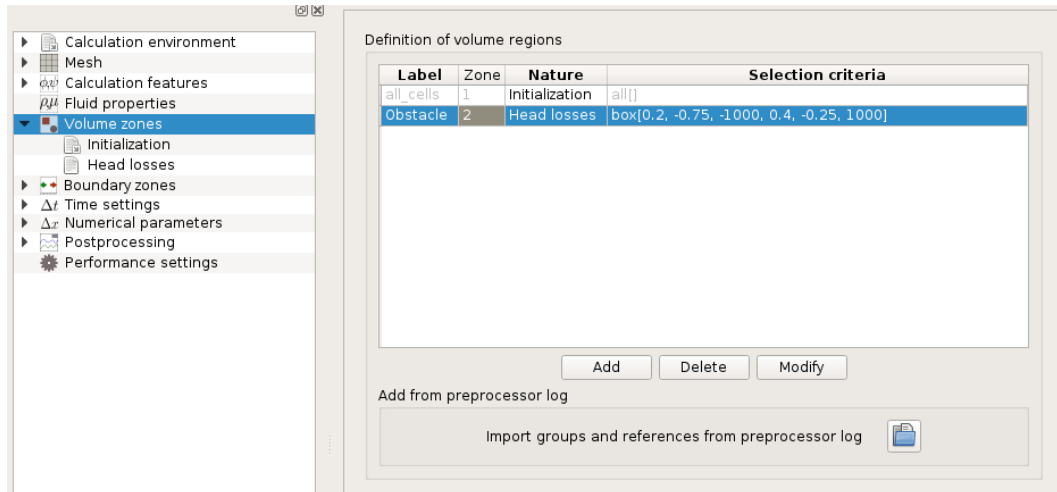 Calculation environment
Mesh
Calculation features
ρμ Fluid properties
Volume zones
Initialization
Head losses
Boundary zones
Δt Time settings
Δx Numerical parameters
Postprocessing
Performance settings
Definition of volume regions
Label Zone Nature Selection criteria
all_cells 1 Initialization all[]
Obstacle 2 Head losses box[0.2, -0.75, -1000, 0.4, -0.25, 1000]
Add Delete Modify
Add from preprocessor log
Import groups and references from preprocessor log